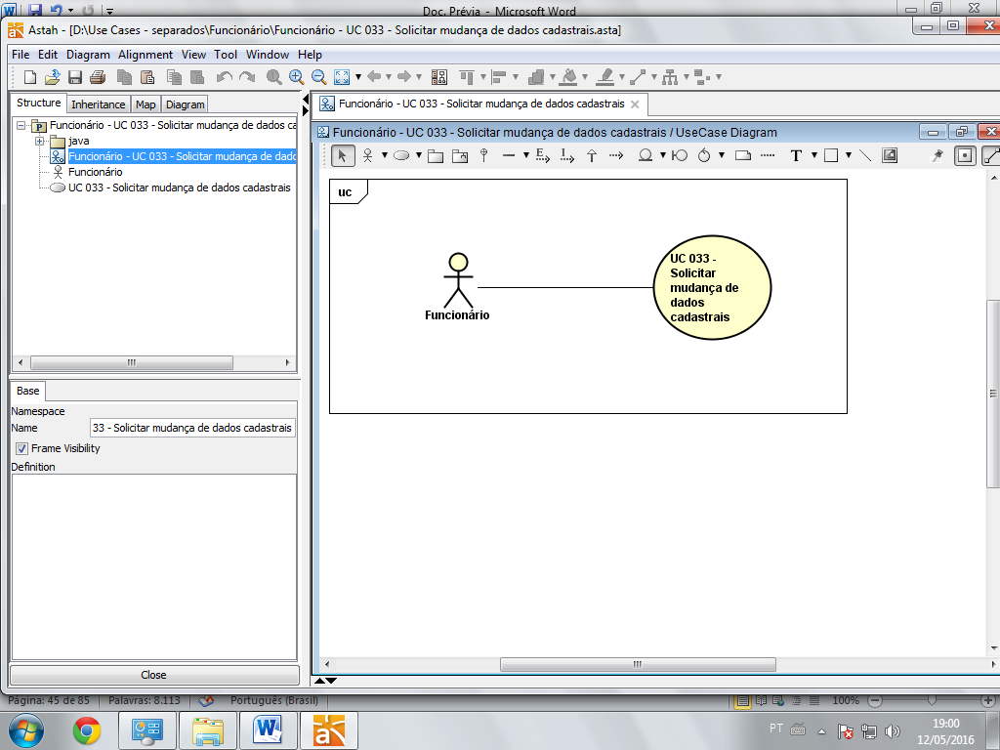 Doc. Prévia - Microsoft Word
Astah - [D:\Use Cases - separados\Funcionário\Funcionário - UC 033 - Solicitar mudança de dados cadastrais.asta]
File Edit Diagram Alignment View Tool Window Help
Structure Inheritance Map Diagram
Funcionário - UC 033 - Solicitar mudança de dados ca
java
Funcionário - UC 033 - Solicitar mudança de dado
Funcionário
UC 033 - Solicitar mudança de dados cadastrais
Base
Namespace
Name 33 - Solicitar mudança de dados cadastrais
Frame Visibility
Definition
Close
Funcionário - UC 033 - Solicitar mudança de dados cadastrais
Funcionário - UC 033 - Solicitar mudança de dados cadastrais / UseCase Diagram
T
uc
Funcionário
UC 033 -
Solicitar
mudança de
dados
cadastrais
Página: 45 de 85 Palavras: 8.113 Português (Brasil) 100%
PT 19:00
12/05/2016